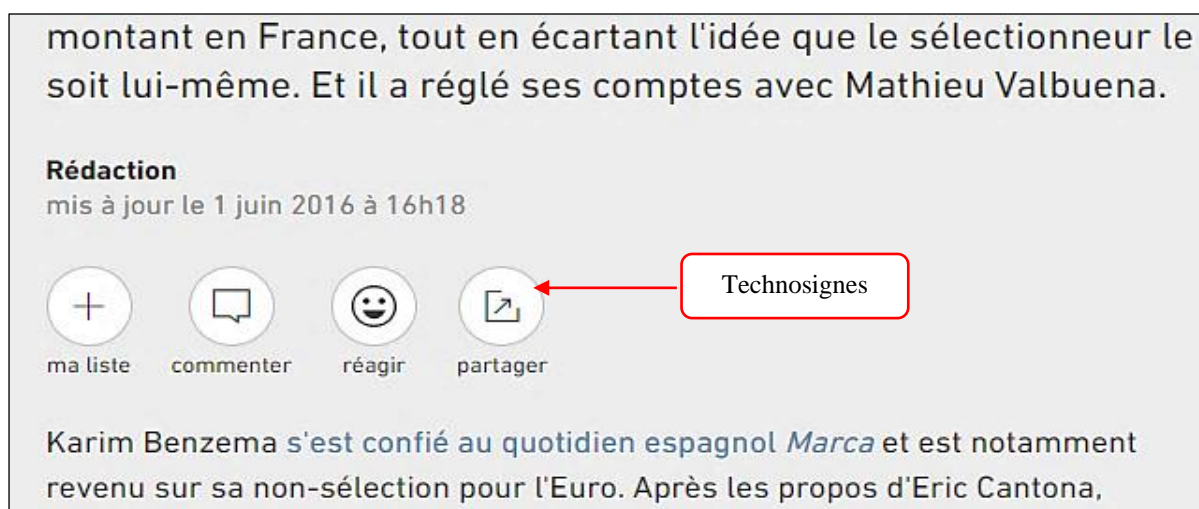 montant en France, tout en écartant l'idée que le sélectionneur le
soit lui-même. Et il a réglé ses comptes avec Mathieu Valbuena.
Rédaction
mis à jour le 1 juin 2016 à 16h18
Technosignes
ma liste commenter réagir partager
Karim Benzema s'est confié au quotidien espagnol Marca et est notamment
revenu sur sa non-sélection pour l'Euro. Après les propos d'Eric Cantona,